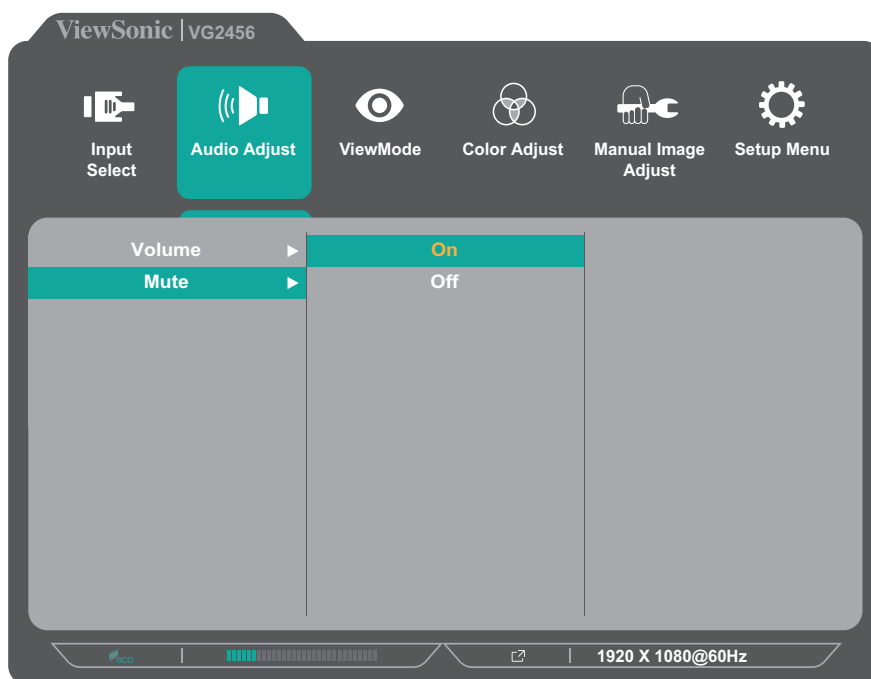 ViewSonic | VG2456
Input Select
Audio Adjust
ViewMode
Color Adjust
Manual Image Adjust
Setup Menu
Volume
On
Mute
Off
eco
1920 X 1080@60Hz